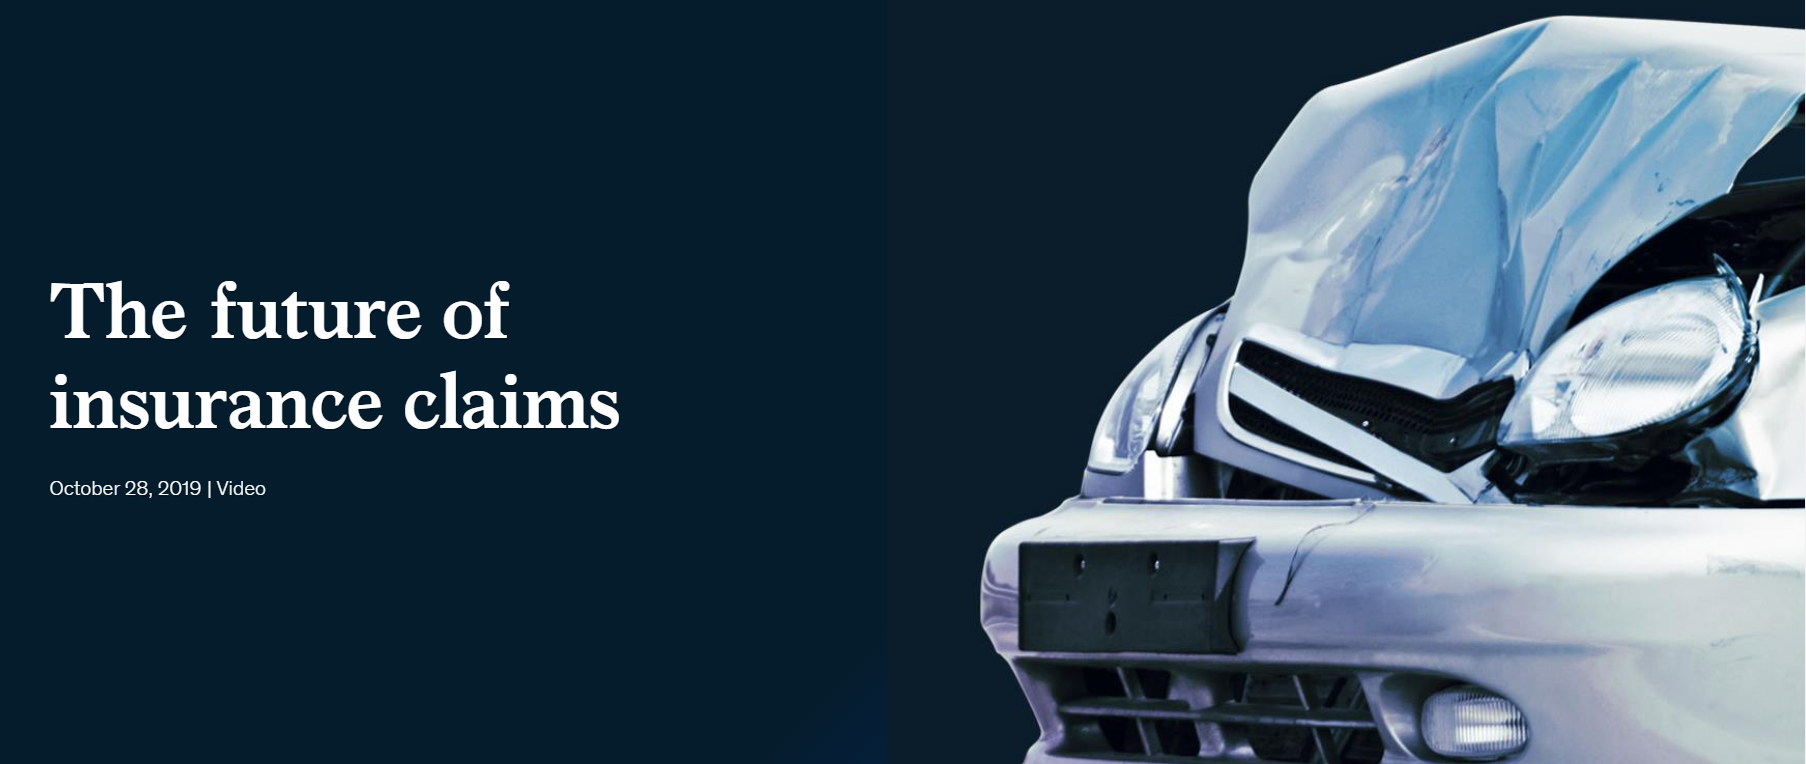 The future of
insurance claims
October 28, 2019 | Video